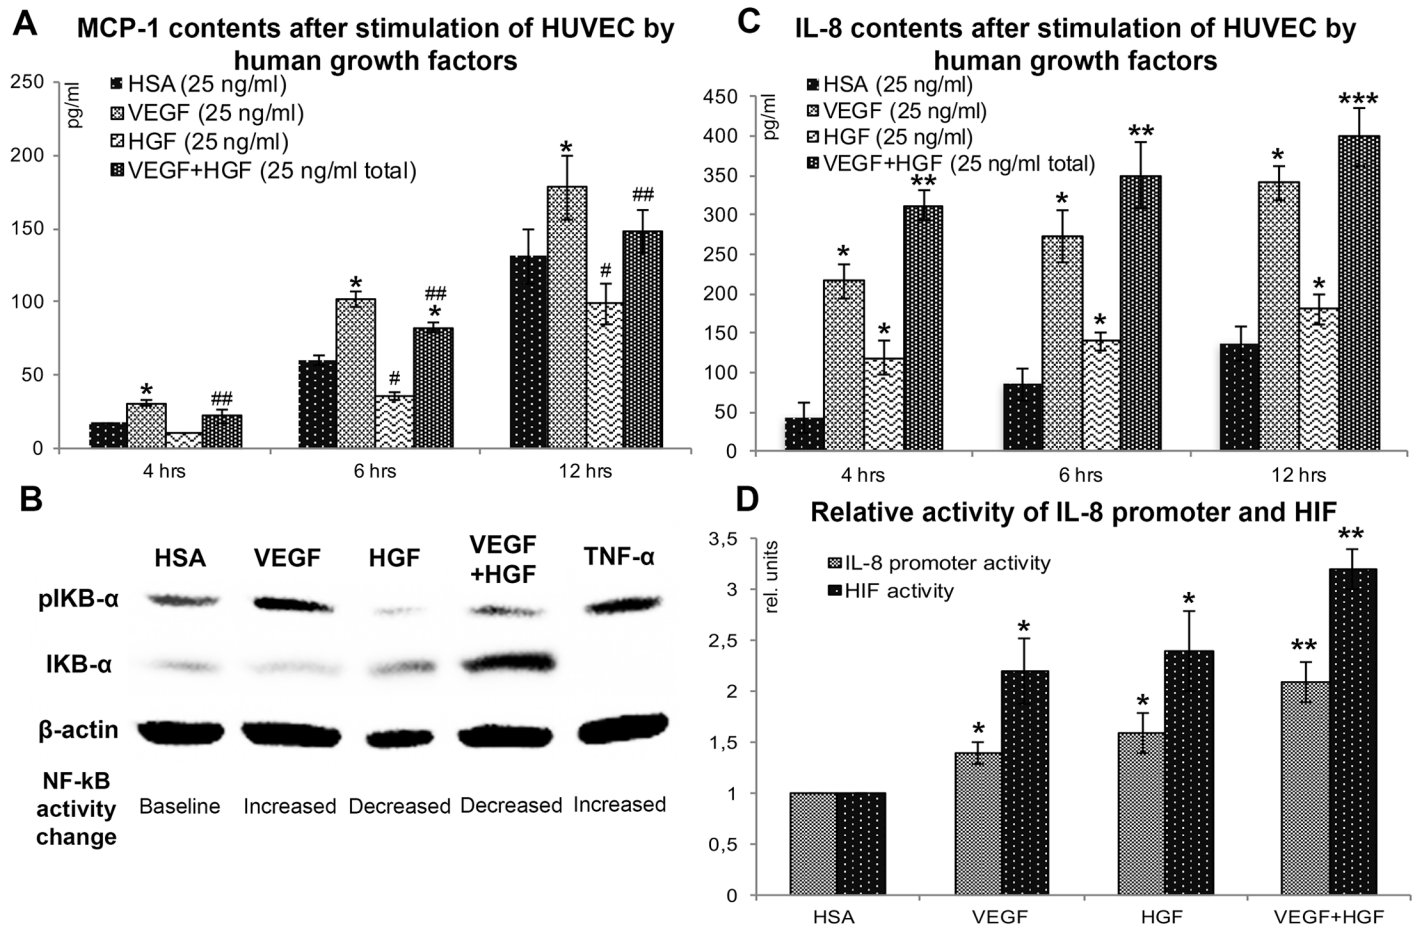 A
MCP-1 contents after stimulation of HUVEC by
human growth factors
HSA (25 ng/ml)
VEGF (25 ng/ml)
HGF (25 ng/ml)
VEGF+HGF (25 ng/ml total)
pg/ml
250
200
150
100
50
0
*
##
*
#
##
*
*
#
##
4 hrs
6 hrs
12 hrs
C
IL-8 contents after stimulation of HUVEC by
human growth factors
HSA (25 ng/ml)
VEGF (25 ng/ml)
HGF (25 ng/ml)
VEGF+HGF (25 ng/ml total)
pg/ml
450
400
350
300
250
200
150
100
50
0
*
*
**
*
*
**
*
*
***
4 hrs
6 hrs
12 hrs
B
HSA
VEGF
HGF
VEGF
+HGF
TNF-α
pIKB-α
IKB-α
β-actin
NF-kB
activity
change
Baseline
Increased
Decreased
Decreased
Increased
D
Relative activity of IL-8 promoter and HIF
IL-8 promoter activity
HIF activity
rel. units
3,5
3
2,5
2
1,5
1
0,5
0
*
*
*
*
**
**
HSA
VEGF
HGF
VEGF+HGF